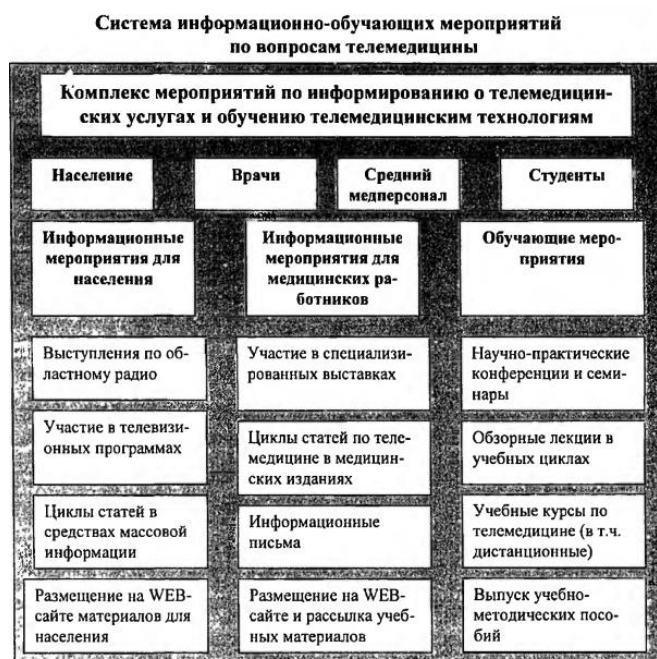 Система информационно-обучающих мероприятий
по вопросам телемедицины
Комплекс мероприятий по информированию о телемедицин-
ских услугах и обучению телемедицинским технологиям
Население
Врачи
Средний
медперсонал
Студенты
Информационные
мероприятия для
населения
Информационные
мероприятия для
медицинских ра-
ботников
Обучающие меро-
приятия
Выступления по об-
ластному радио
Участие в специализи-
рованных выставках
Научно-практические
конференции и семи-
нары
Участие в телевизи-
онных программах
Циклы статей по теле-
медицине в медицин-
ских изданиях
Обзорные лекции в
учебных циклах
Циклы статей в
средствах массовой
информации
Информационные
письма
Учебные курсы по
телемедицине (в т.ч.
дистанционные)
Размещение на WEB-
сайте материалов для
населения
Размещение на WEB-
сайте и рассылка учеб-
ных материалов
Выпуск учебно-
методических посо-
бий